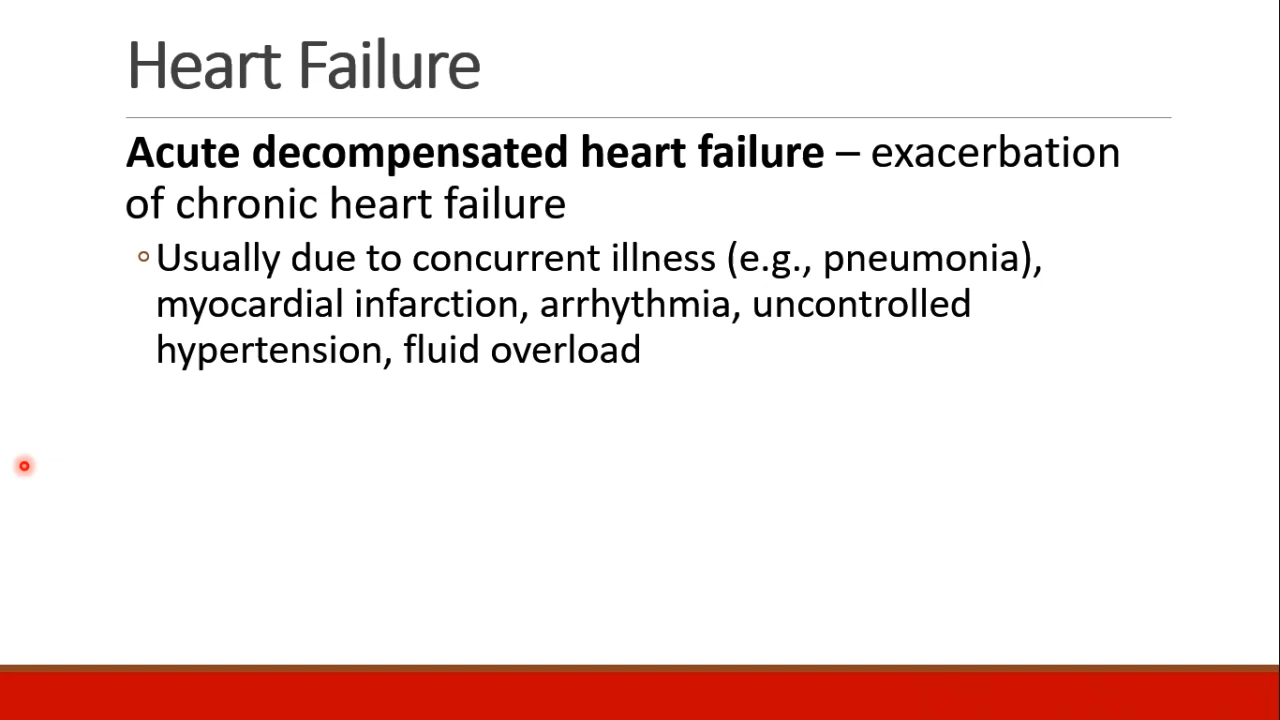 Heart Failure
Acute decompensated heart failure – exacerbation
of chronic heart failure
◦Usually due to concurrent illness (e.g., pneumonia),
myocardial infarction, arrhythmia, uncontrolled
hypertension, fluid overload